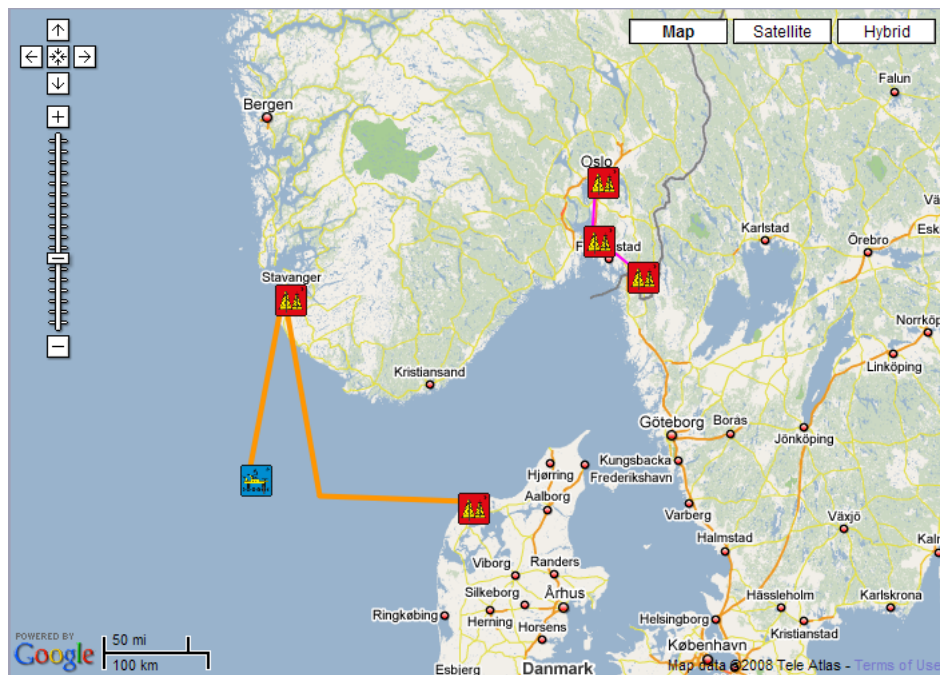 Map
Satellite
Hybrid
Falun
Bergen
Oslo
Karlstad
Örebro
Stavanger
Norrköp
Linköping
Kristiansand
Göteborg
Borås
Jönköping
Hjørring
Kungsbacka
Frederikshavn
Aalborg
Varberg
Växjö
Halmstad
Viborg
Randers
Silkeborg
Århus
Hässleholm
Karlskrona
Ringkøbing
Herning
Helsingborg
Kristianstad
Horsens
København
Esbjerg
Danmark
POWERED BY
Google
50 mi
100 km
Map data ©2008 Tele Atlas - Terms of Use